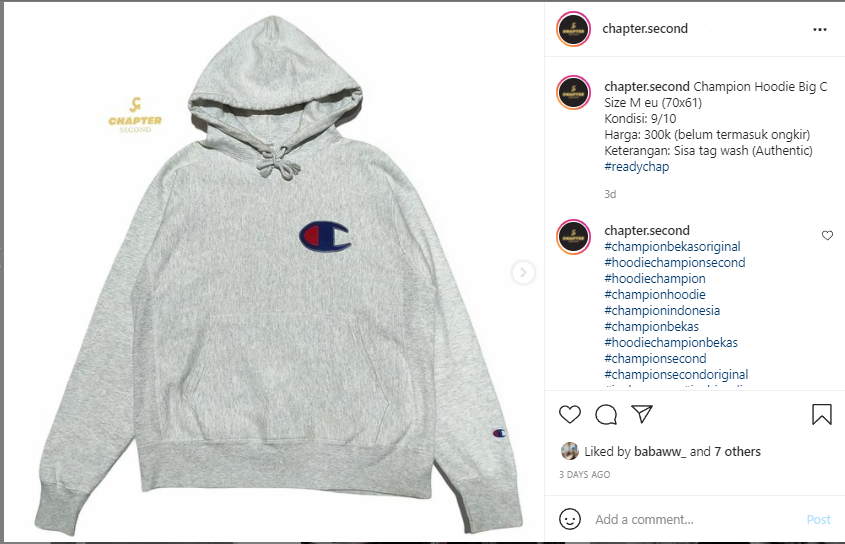 CHAPTER
SECOND
chapter.second
chapter.second Champion Hoodie Big C
Size M eu (70x61)
Kondisi: 9/10
Harga: 300k (belum termasuk ongkir)
Keterangan: Sisa tag wash (Authentic)
#readychap
3d
chapter.second
#championbekasoriginal
#hoodiechampionsecond
#hoodiechampion
#championhoodie
#championindonesia
#championbekas
#hoodiechampionbekas
#championsecond
#championsecondoriginal
Liked by babaww_ and 7 others
3 DAYS AGO
Add a comment...
Post